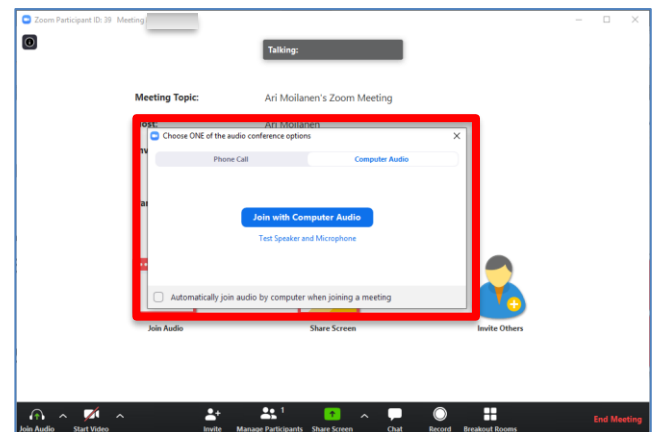 Zoom Participant ID: 39 Meeting
Talking:
Meeting Topic: Ari Moilanen's Zoom Meeting
Host: Ari Moilanen
Choose ONE of the audio conference options
Phone Call Computer Audio
Join with Computer Audio
Test Speaker and Microphone
Automatically join audio by computer when joining a meeting
Join Audio Share Screen Invite Others
1
Join Audio Start Video Invite Manage Participants Share Screen Chat Record Breakout Rooms End Meeting